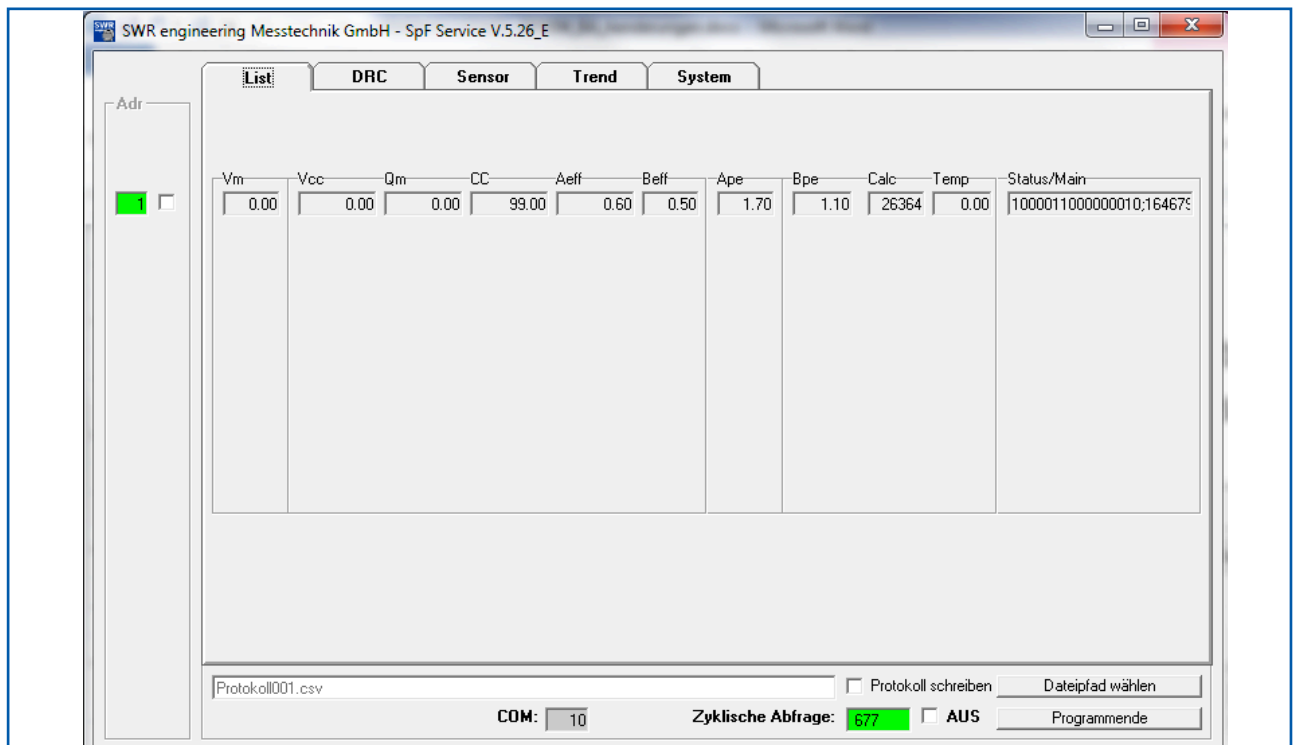 SWR engineering Messtechnik GmbH - SpF Service V.5.26_E
List DRC Sensor Trend System
Adr
Vm Vcc Qm CC Aeff Beff Ape Bpe Calc Temp Status/Main
1 0.00 0.00 0.00 99.00 0.60 0.50 1.70 1.10 26364 0.00 1000011000000010;164679
Protokoll001.csv Protokoll schreiben Dateipfad wählen
COM: 10 Zyklische Abfrage: 677 AUS Programmende